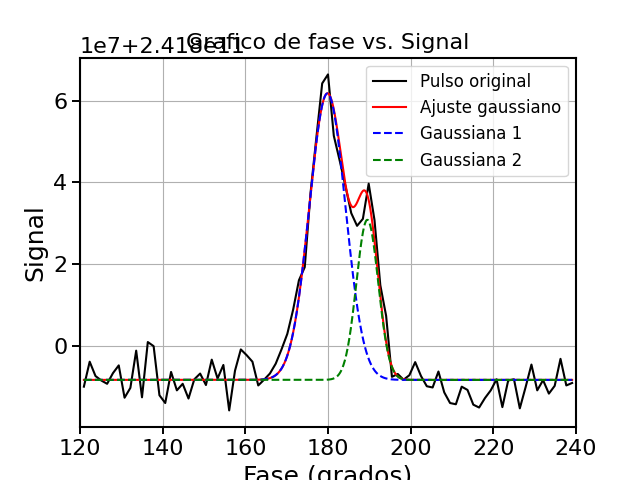 1e7+2.418e11
Grafico de fase vs. Signal
Pulso original
Ajuste gaussiano
Gaussiana 1
Gaussiana 2
Signal
6
4
2
0
120 140 160 180 200 220 240
Fase (grados)